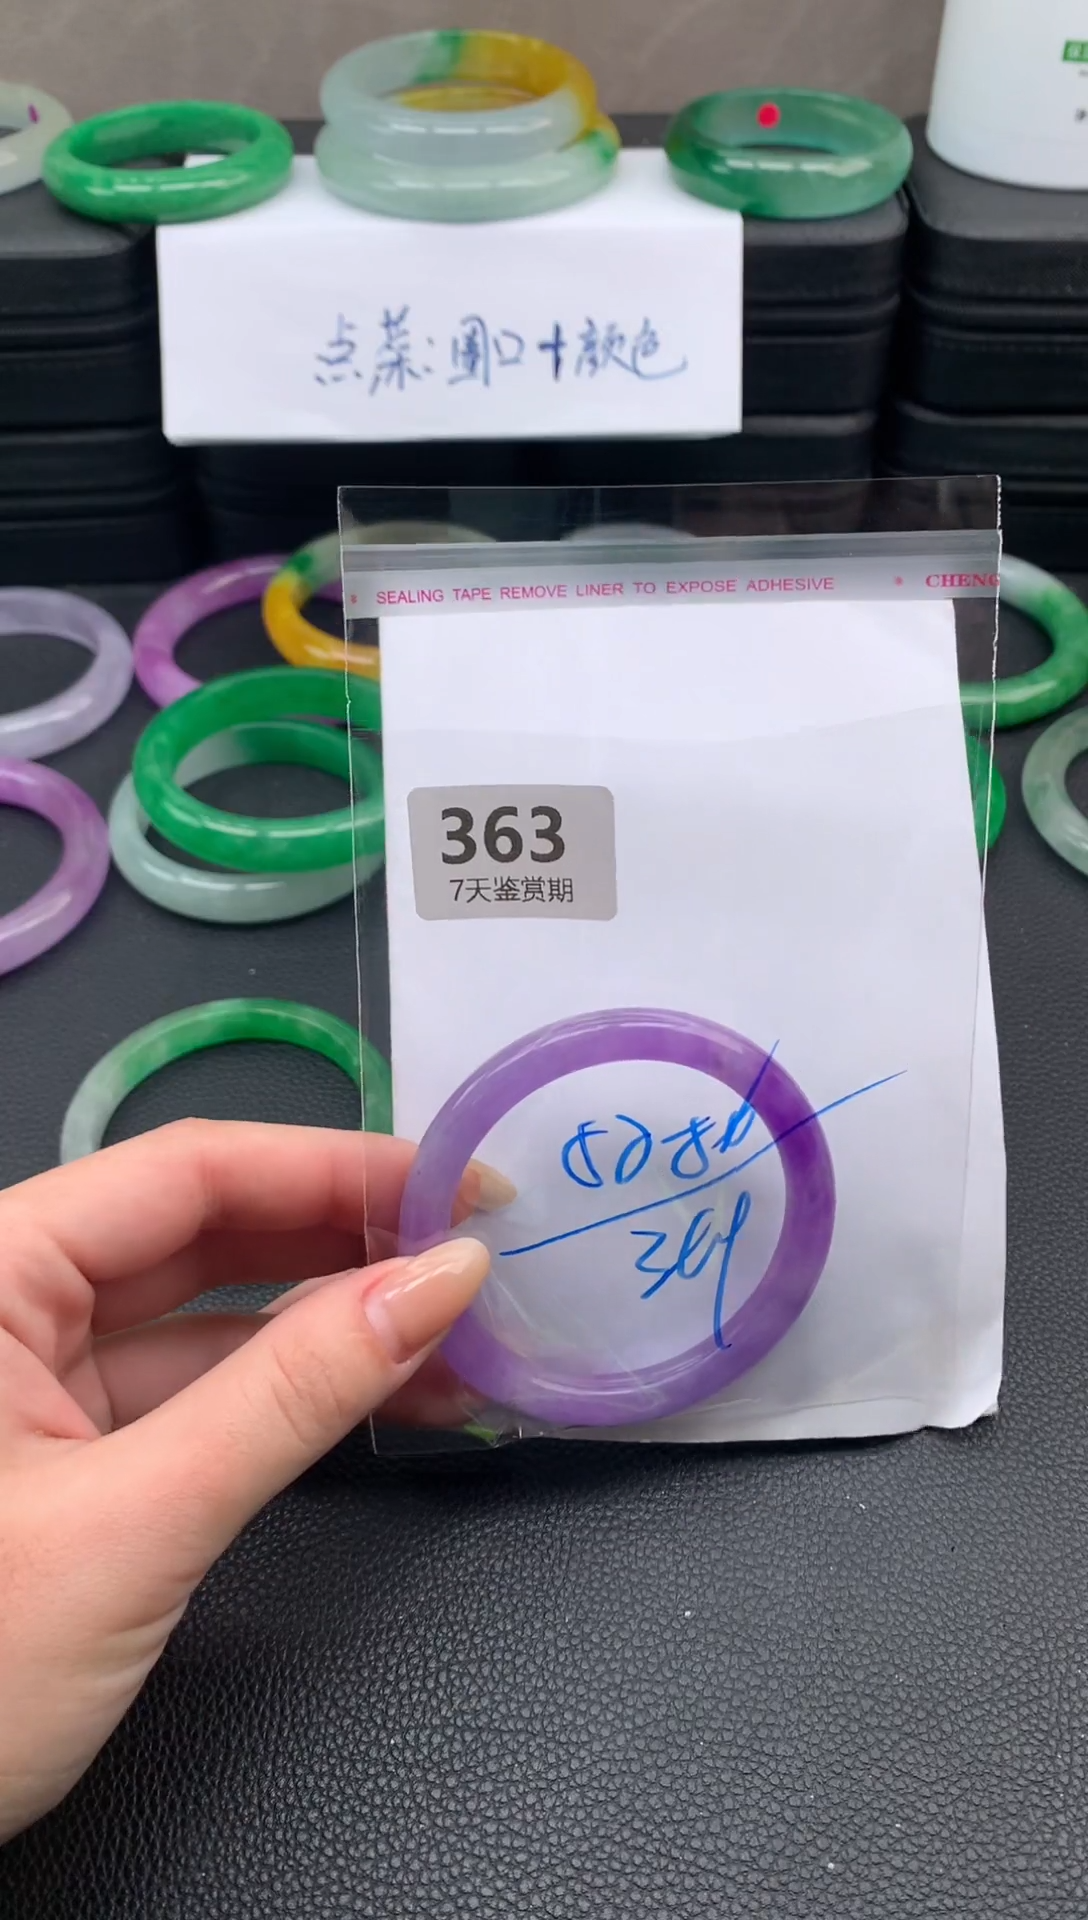 点菜:圈口+颜色
SEALING TAPE REMOVE LINER TO EXPOSE ADHESIVE * CHENG
363
7天鉴赏期